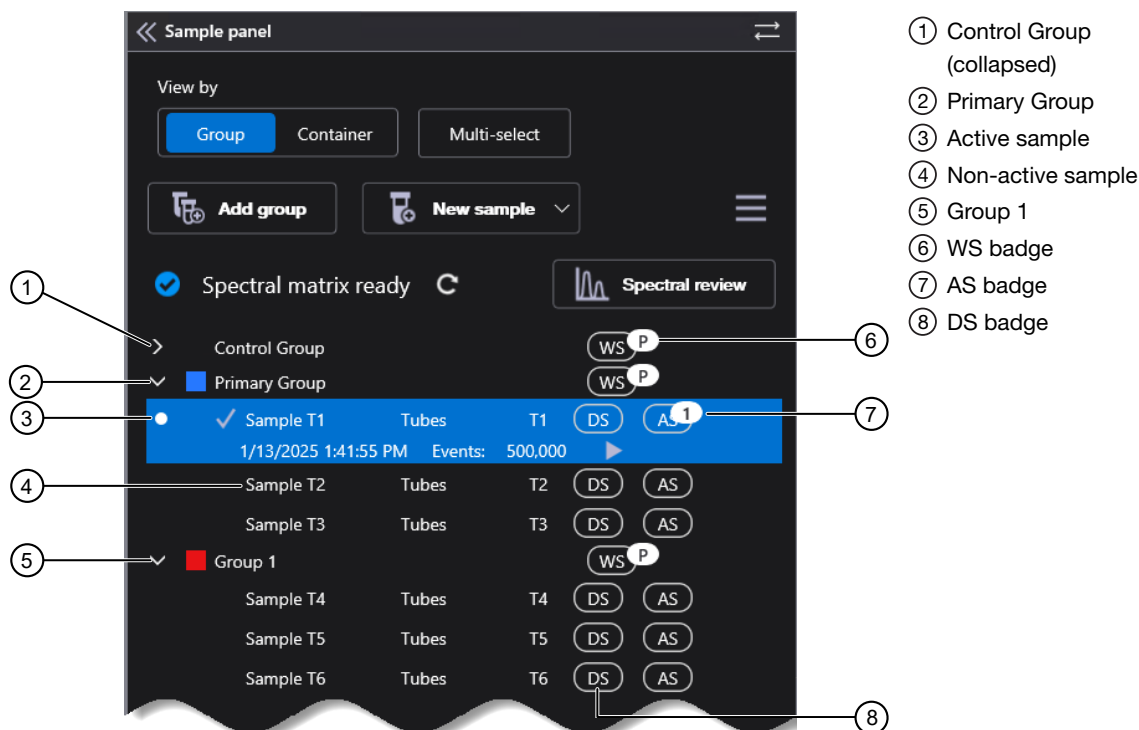 Sample panel
View by
Group Container Multi-select
Add group New sample
Spectral matrix ready Spectral review
Control Group WS P
Primary Group WS P
Sample T1 Tubes T1 DS AS 1
1/13/2025 1:41:55 PM Events: 500,000
Sample T2 Tubes T2 DS AS
Sample T3 Tubes T3 DS AS
Group 1 WS P
Sample T4 Tubes T4 DS AS
Sample T5 Tubes T5 DS AS
Sample T6 Tubes T6 DS AS
1
2
3
4
5
6
7
8
1 Control Group
(collapsed)
2 Primary Group
3 Active sample
4 Non-active sample
5 Group 1
6 WS badge
7 AS badge
8 DS badge